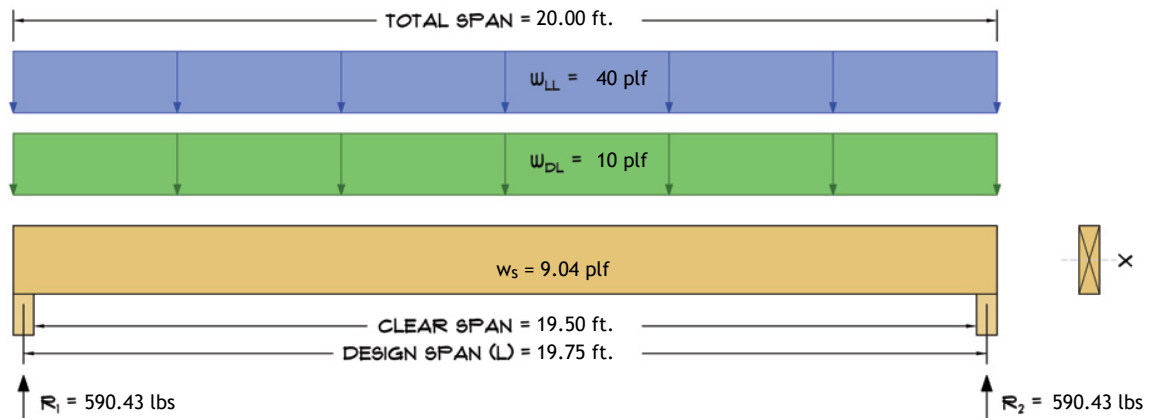 TOTAL SPAN = 20.00 ft.
WLL = 40 plf
WDL = 10 plf
ws = 9.04 plf
X
CLEAR SPAN = 19.50 ft.
DESIGN SPAN (L) = 19.75 ft.
R1 = 590.43 lbs
R2 = 590.43 lbs